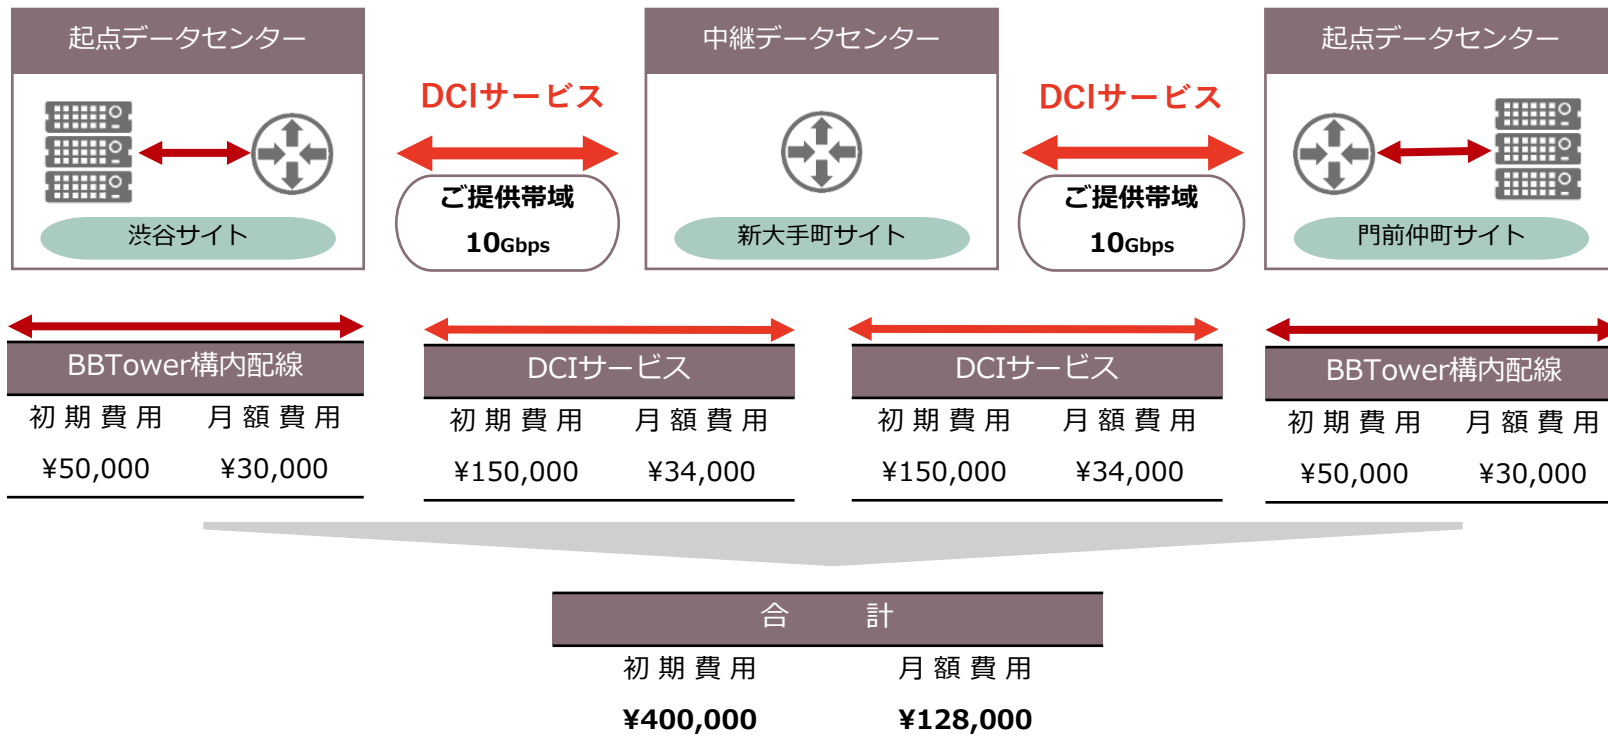 起点データセンター
中継データセンター
起点データセンター
DCIサービス
DCIサービス
ご提供帯域
10Gbps
ご提供帯域
10Gbps
渋谷サイト
新大手町サイト
門前仲町サイト
BBTower構内配線
初期費用 月額費用
¥50,000 ¥30,000
DCIサービス
初期費用 月額費用
¥150,000 ¥34,000
DCIサービス
初期費用 月額費用
¥150,000 ¥34,000
BBTower構内配線
初期費用 月額費用
¥50,000 ¥30,000
合計
初期費用 月額費用
¥400,000 ¥128,000